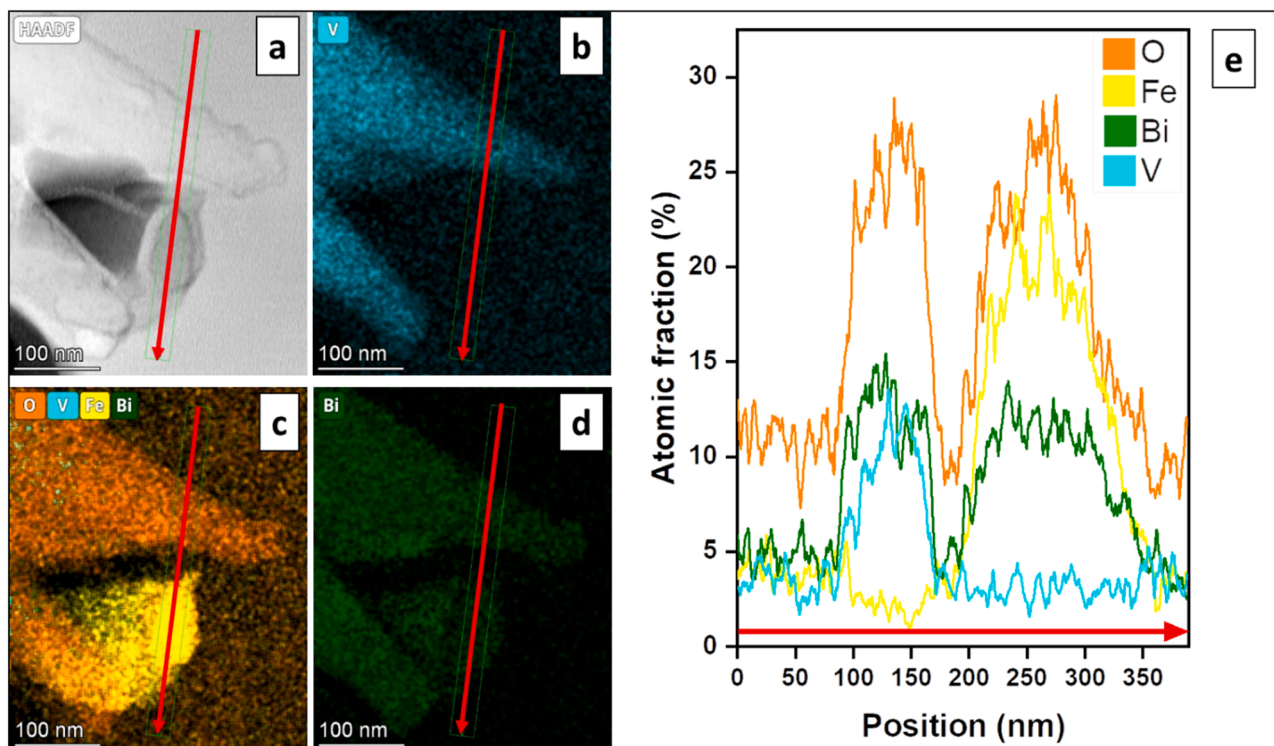 HAADF
a
100 nm
V
b
100 nm
O V Fe Bi
c
100 nm
Bi
d
100 nm
e
O
Fe
Bi
V
Atomic fraction (%)
30
25
20
15
10
5
0
0 50 100 150 200 250 300 350
Position (nm)